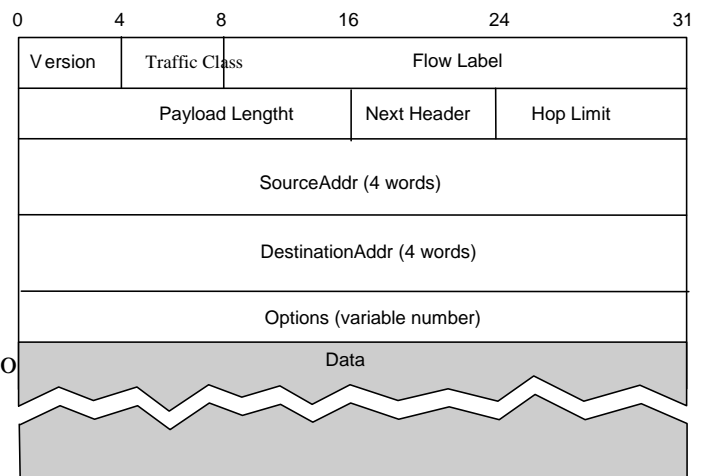 0 4 8 16 24 31
Version Traffic Class Flow Label
Payload Lengtht Next Header Hop Limit
SourceAddr (4 words)
DestinationAddr (4 words)
Options (variable number)
O Data